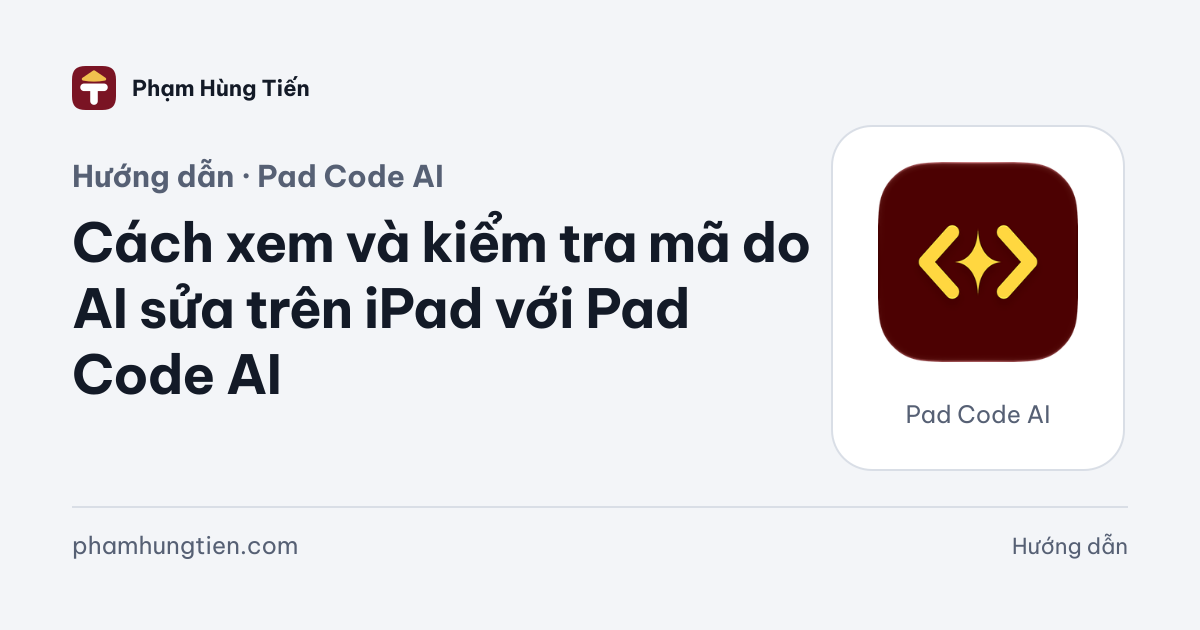 Phạm Hùng Tiến
Hướng dẫn · Pad Code AI
Cách xem và kiểm tra mã do
AI sửa trên iPad với Pad
Code AI
Pad Code AI
phamhungtien.com
Hướng dẫn